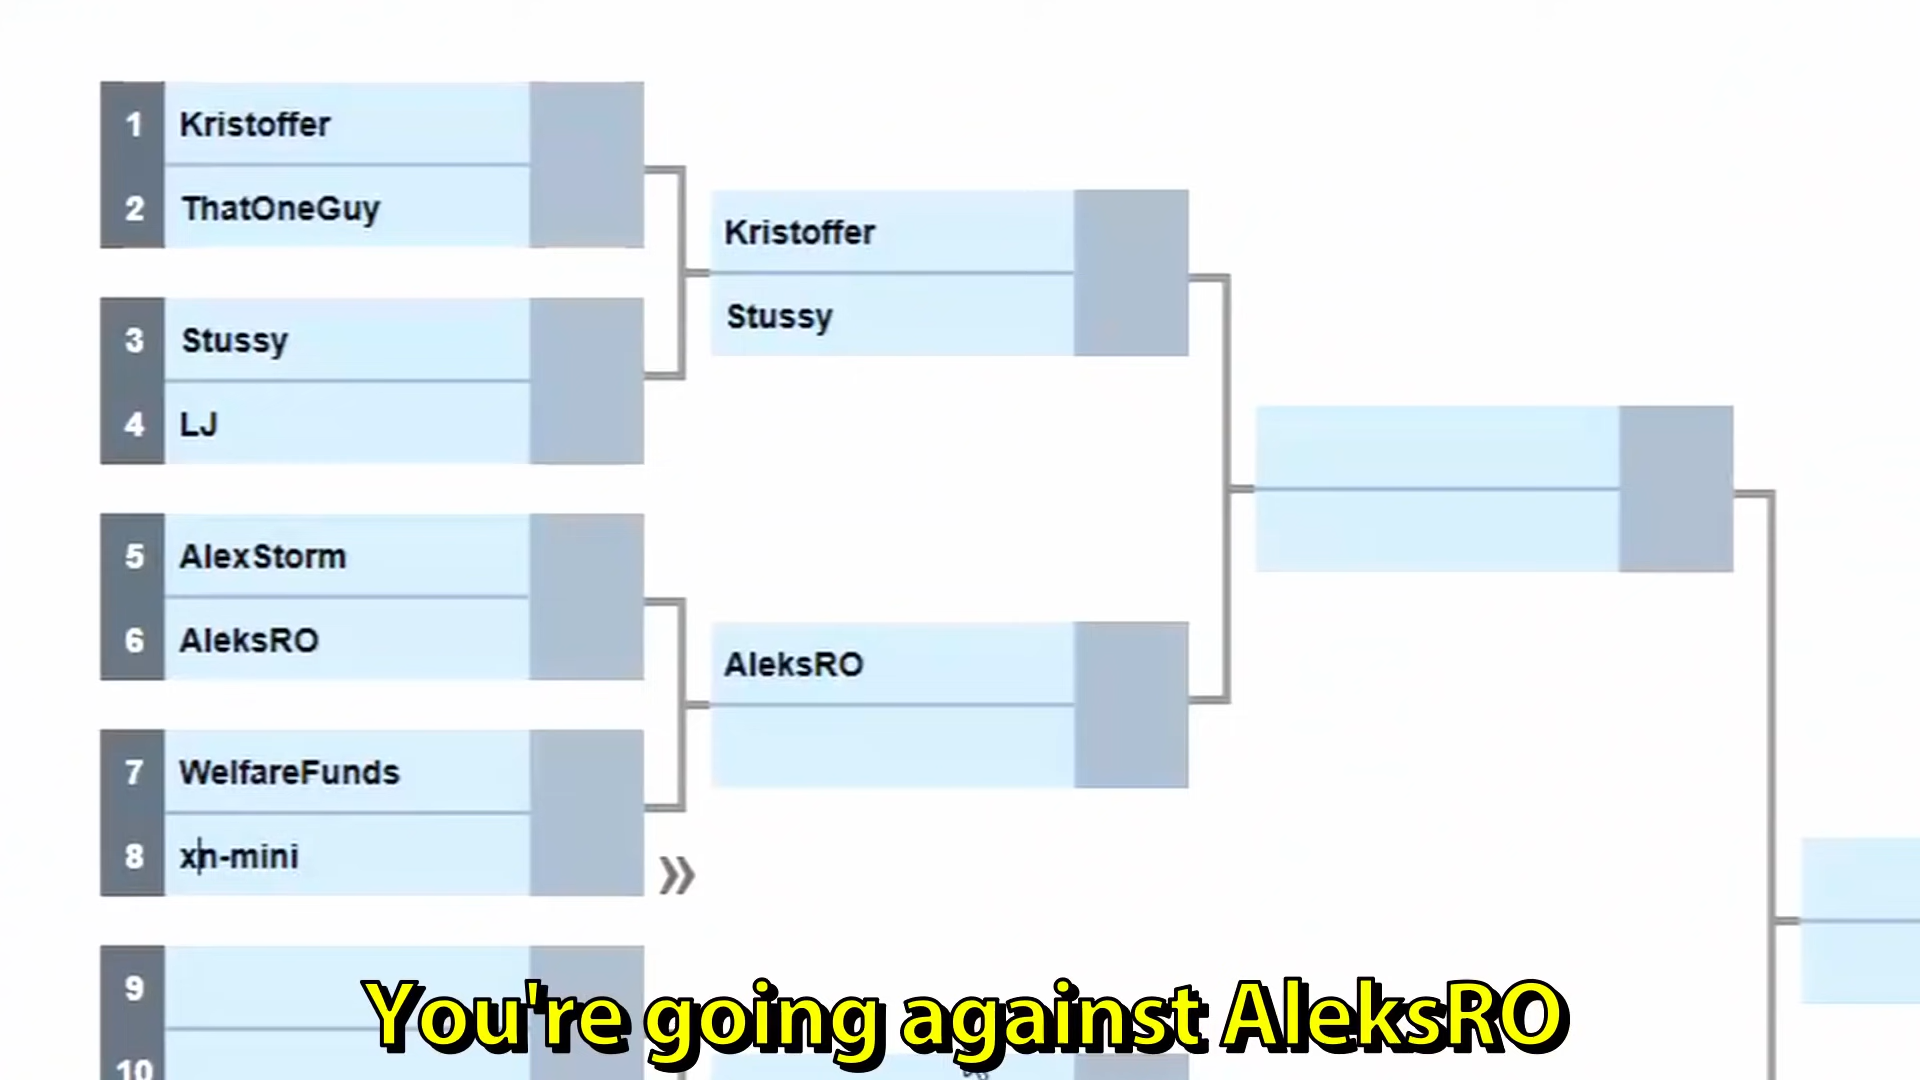 1 Kristoffer
2 ThatOneGuy
3 Stussy
4 LJ
5 AlexStorm
6 AleksRO
7 WelfareFunds
8 xn-mini
9
10
Kristoffer
Stussy
AleksRO
You're going against AleksRO